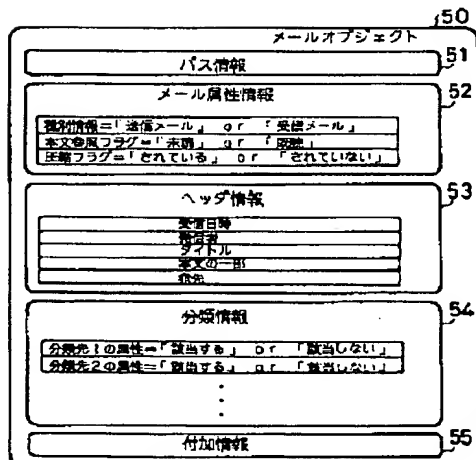 50
メールオブジェクト
51
パス情報
52
メール属性情報
種別情報=「送信メール」 or 「受信メール」
本文参照フラグ=「未読」 or 「既読」
圧縮フラグ=「されている」 or 「されていない」
53
ヘッダ情報
受信日時
発信者
タイトル
本文の一部
宛先
54
分類情報
分類先1の属性=「該当する」 or 「該当しない」
分類先2の属性=「該当する」 or 「該当しない」
・
・
・
55
付加情報